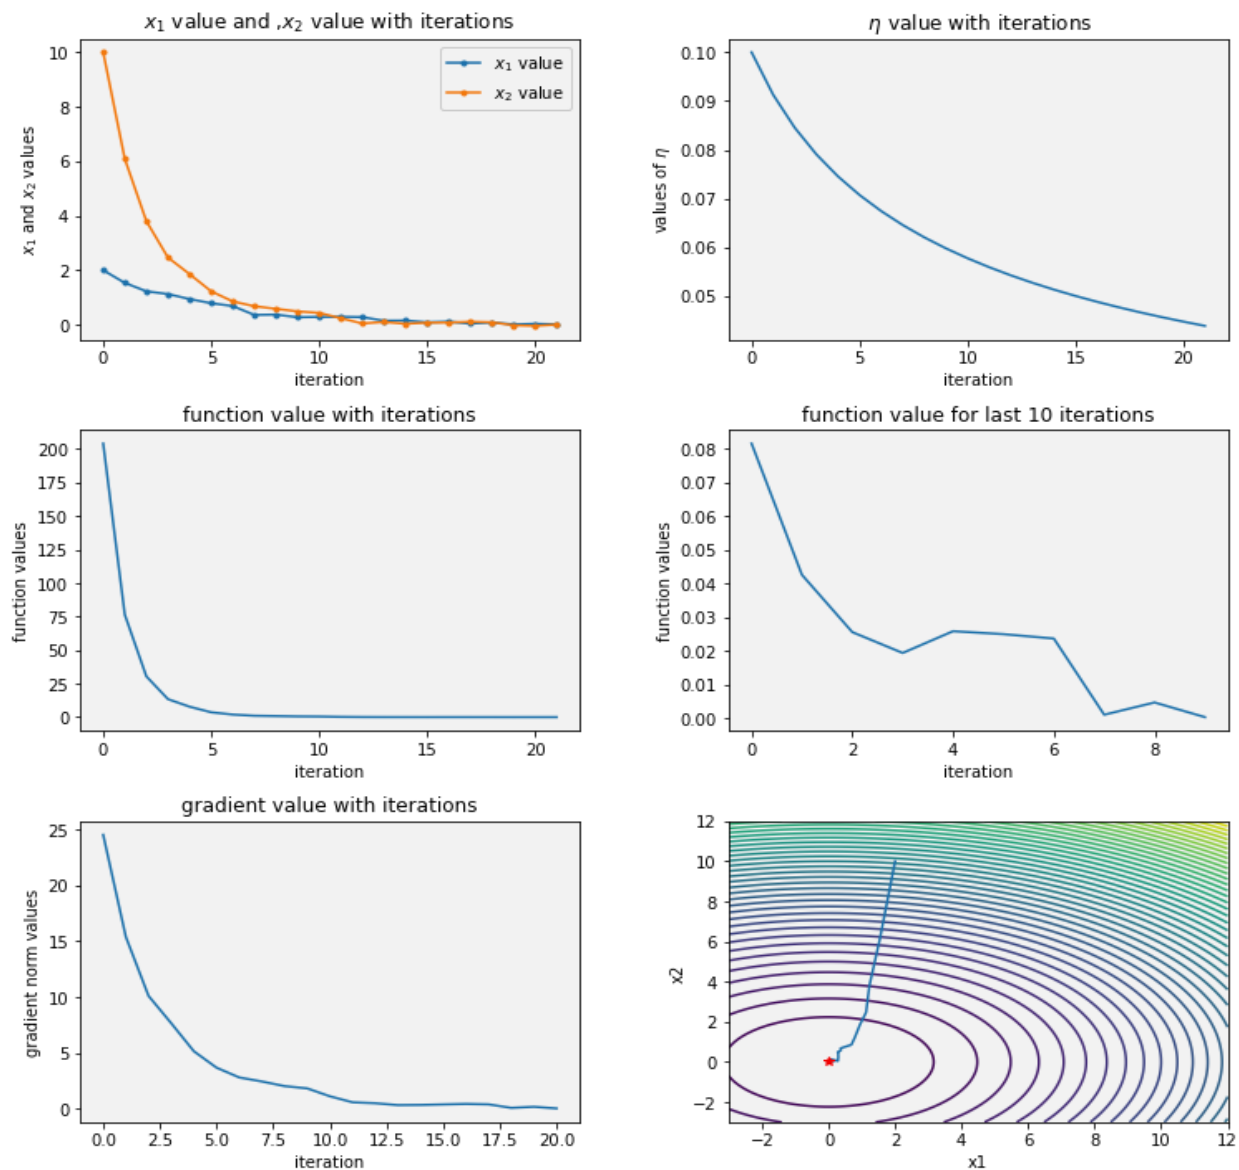 x₁ value and ,x₂ value with iterations
10
8
6
4
2
0
x₁ and x₂ values
x₁ value
x₂ value
0 5 10 15 20
iteration
η value with iterations
0.10
0.09
0.08
0.07
0.06
0.05
values of η
0 5 10 15 20
iteration
function value with iterations
200
175
150
125
100
75
50
25
0
function values
0 5 10 15 20
iteration
function value for last 10 iterations
0.08
0.07
0.06
0.05
0.04
0.03
0.02
0.01
0.00
function values
0 2 4 6 8
iteration
gradient value with iterations
25
20
15
10
5
0
gradient norm values
0.0 2.5 5.0 7.5 10.0 12.5 15.0 17.5 20.0
iteration
12
10
8
6
4
2
0
−2
x2
−2 0 2 4 6 8 10 12
x1